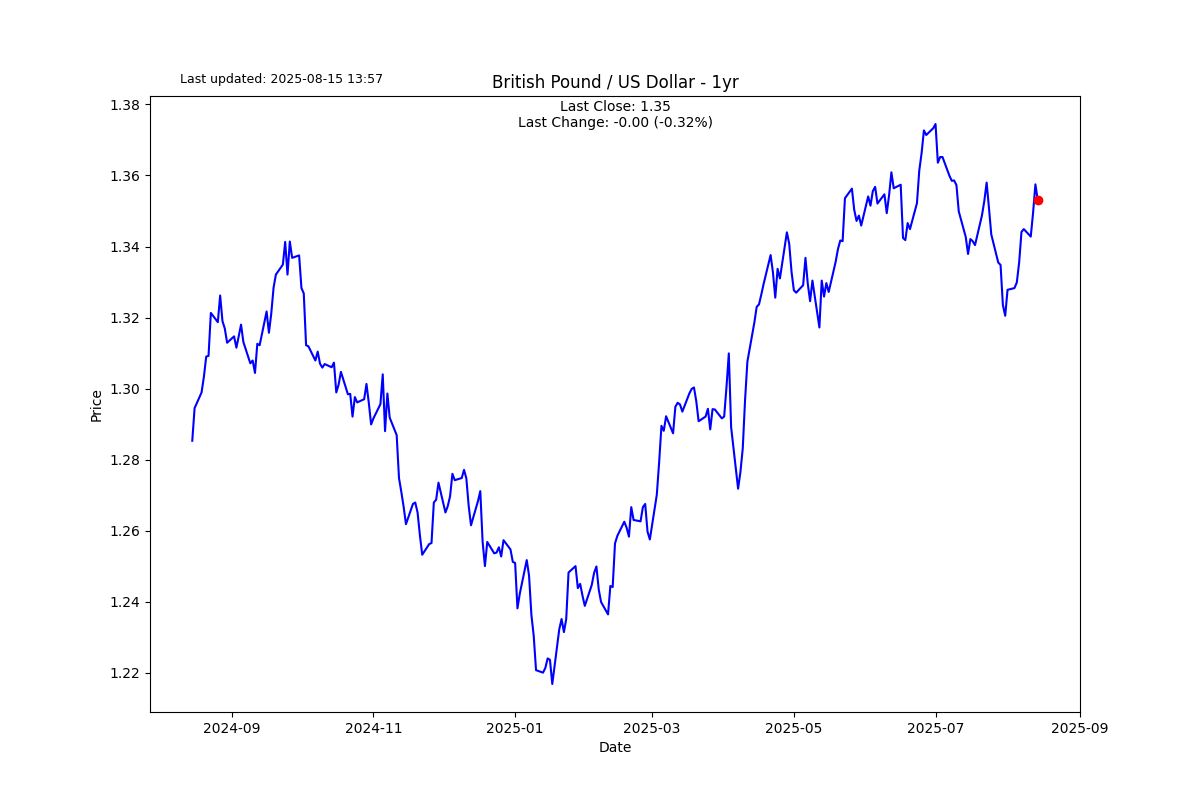 Last updated: 2025-08-15 13:57
British Pound / US Dollar - 1yr
Last Close: 1.35
Last Change: -0.00 (-0.32%)
1.38
1.36
1.34
1.32
1.30
1.28
1.26
1.24
1.22
Price
2024-09
2024-11
2025-01
2025-03
2025-05
2025-07
2025-09
Date